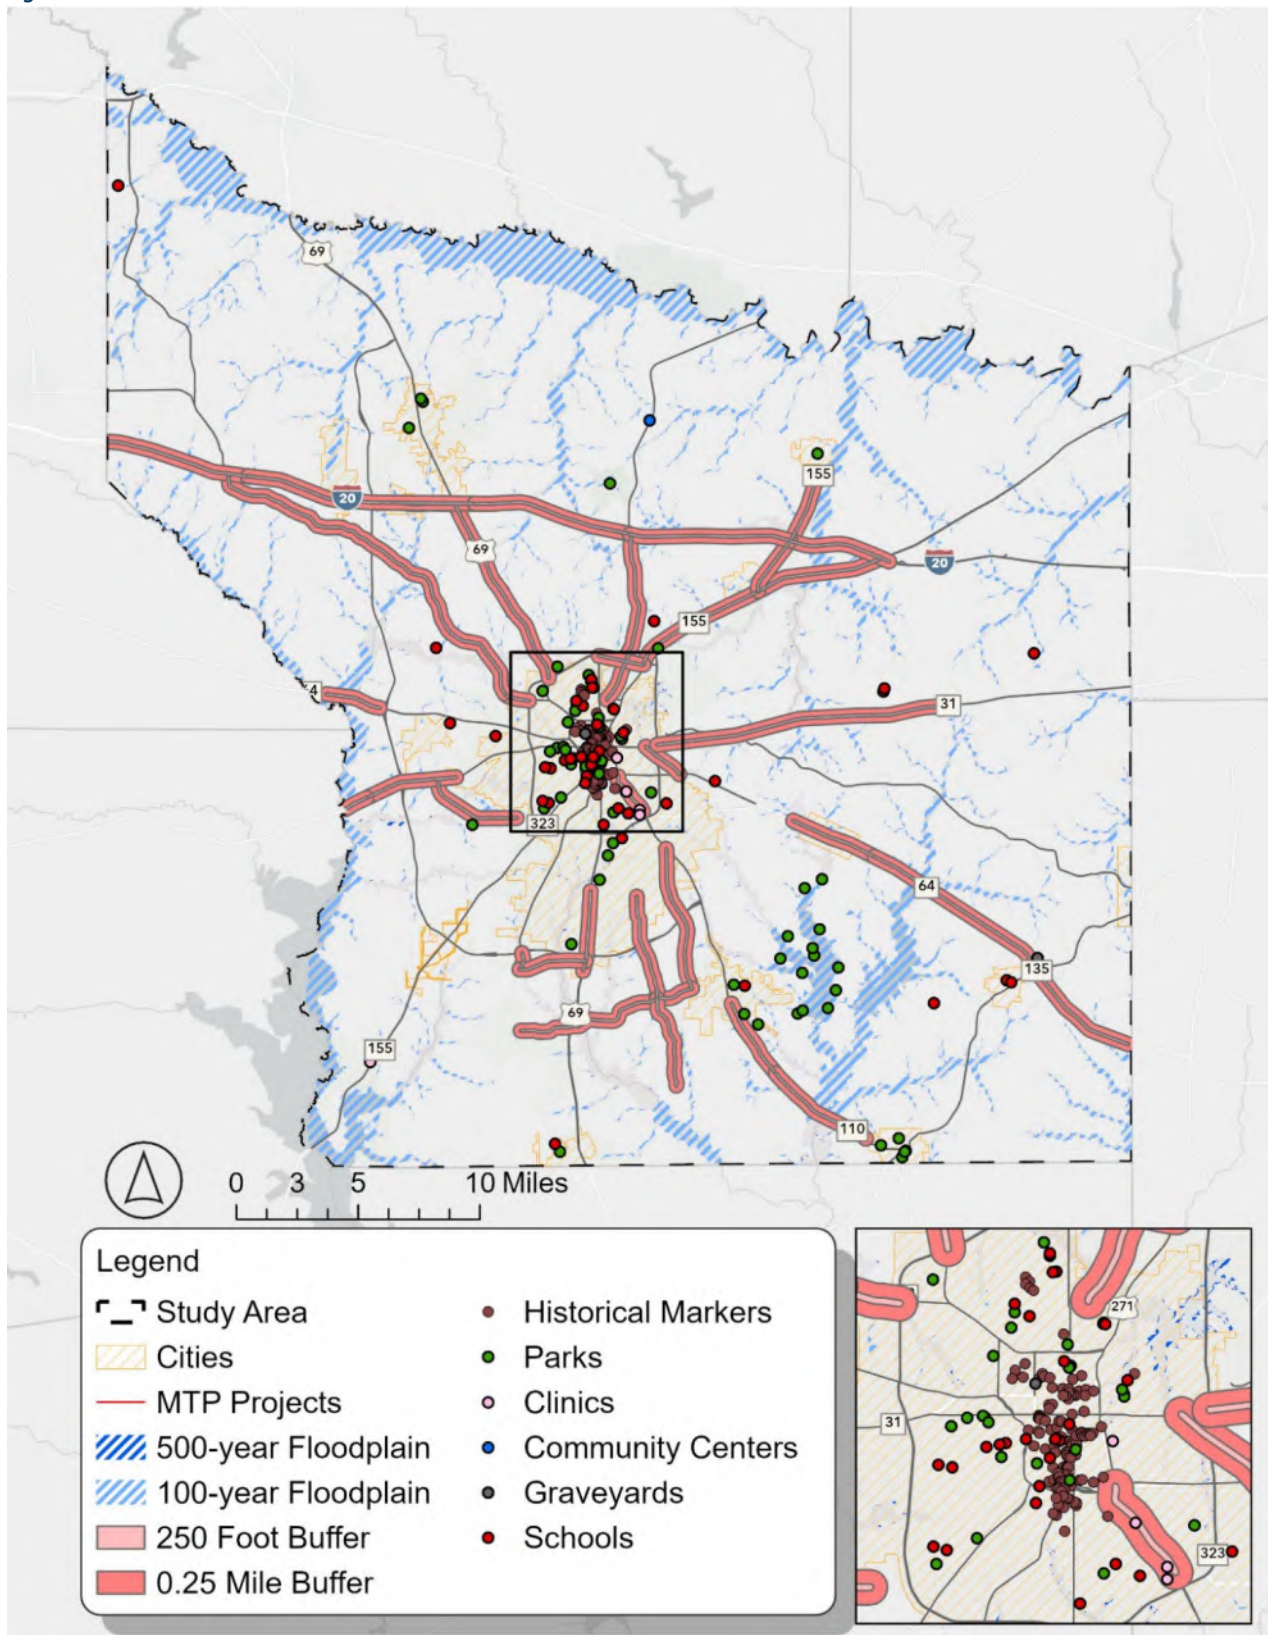 69
155
20
69
20
155
4
31
323
64
135
69
155
110
0 3 5 10 Miles
Legend
Study Area
Cities
MTP Projects
500-year Floodplain
100-year Floodplain
250 Foot Buffer
0.25 Mile Buffer
Historical Markers
Parks
Clinics
Community Centers
Graveyards
Schools
271
31
323